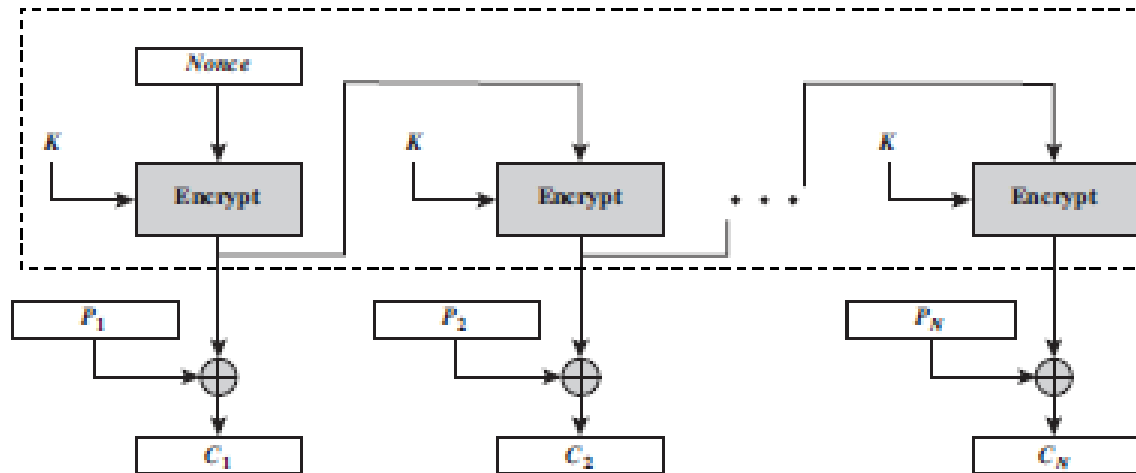 Nonce
K K K
Encrypt Encrypt . . . Encrypt
P1 P2 PN
C1 C2 CN